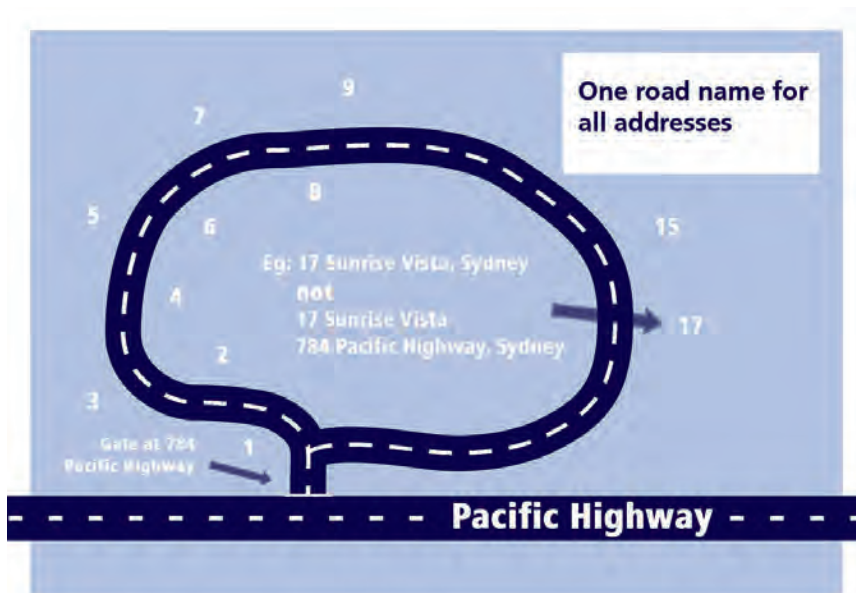 9
One road name for
all addresses
7
8
5
6
15
Eg: 17 Sunrise Vista, Sydney
not
4
17 Sunrise Vista
17
784 Pacific Highway, Sydney
2
3
Gate at 784
Pacific Highway
1
Pacific Highway